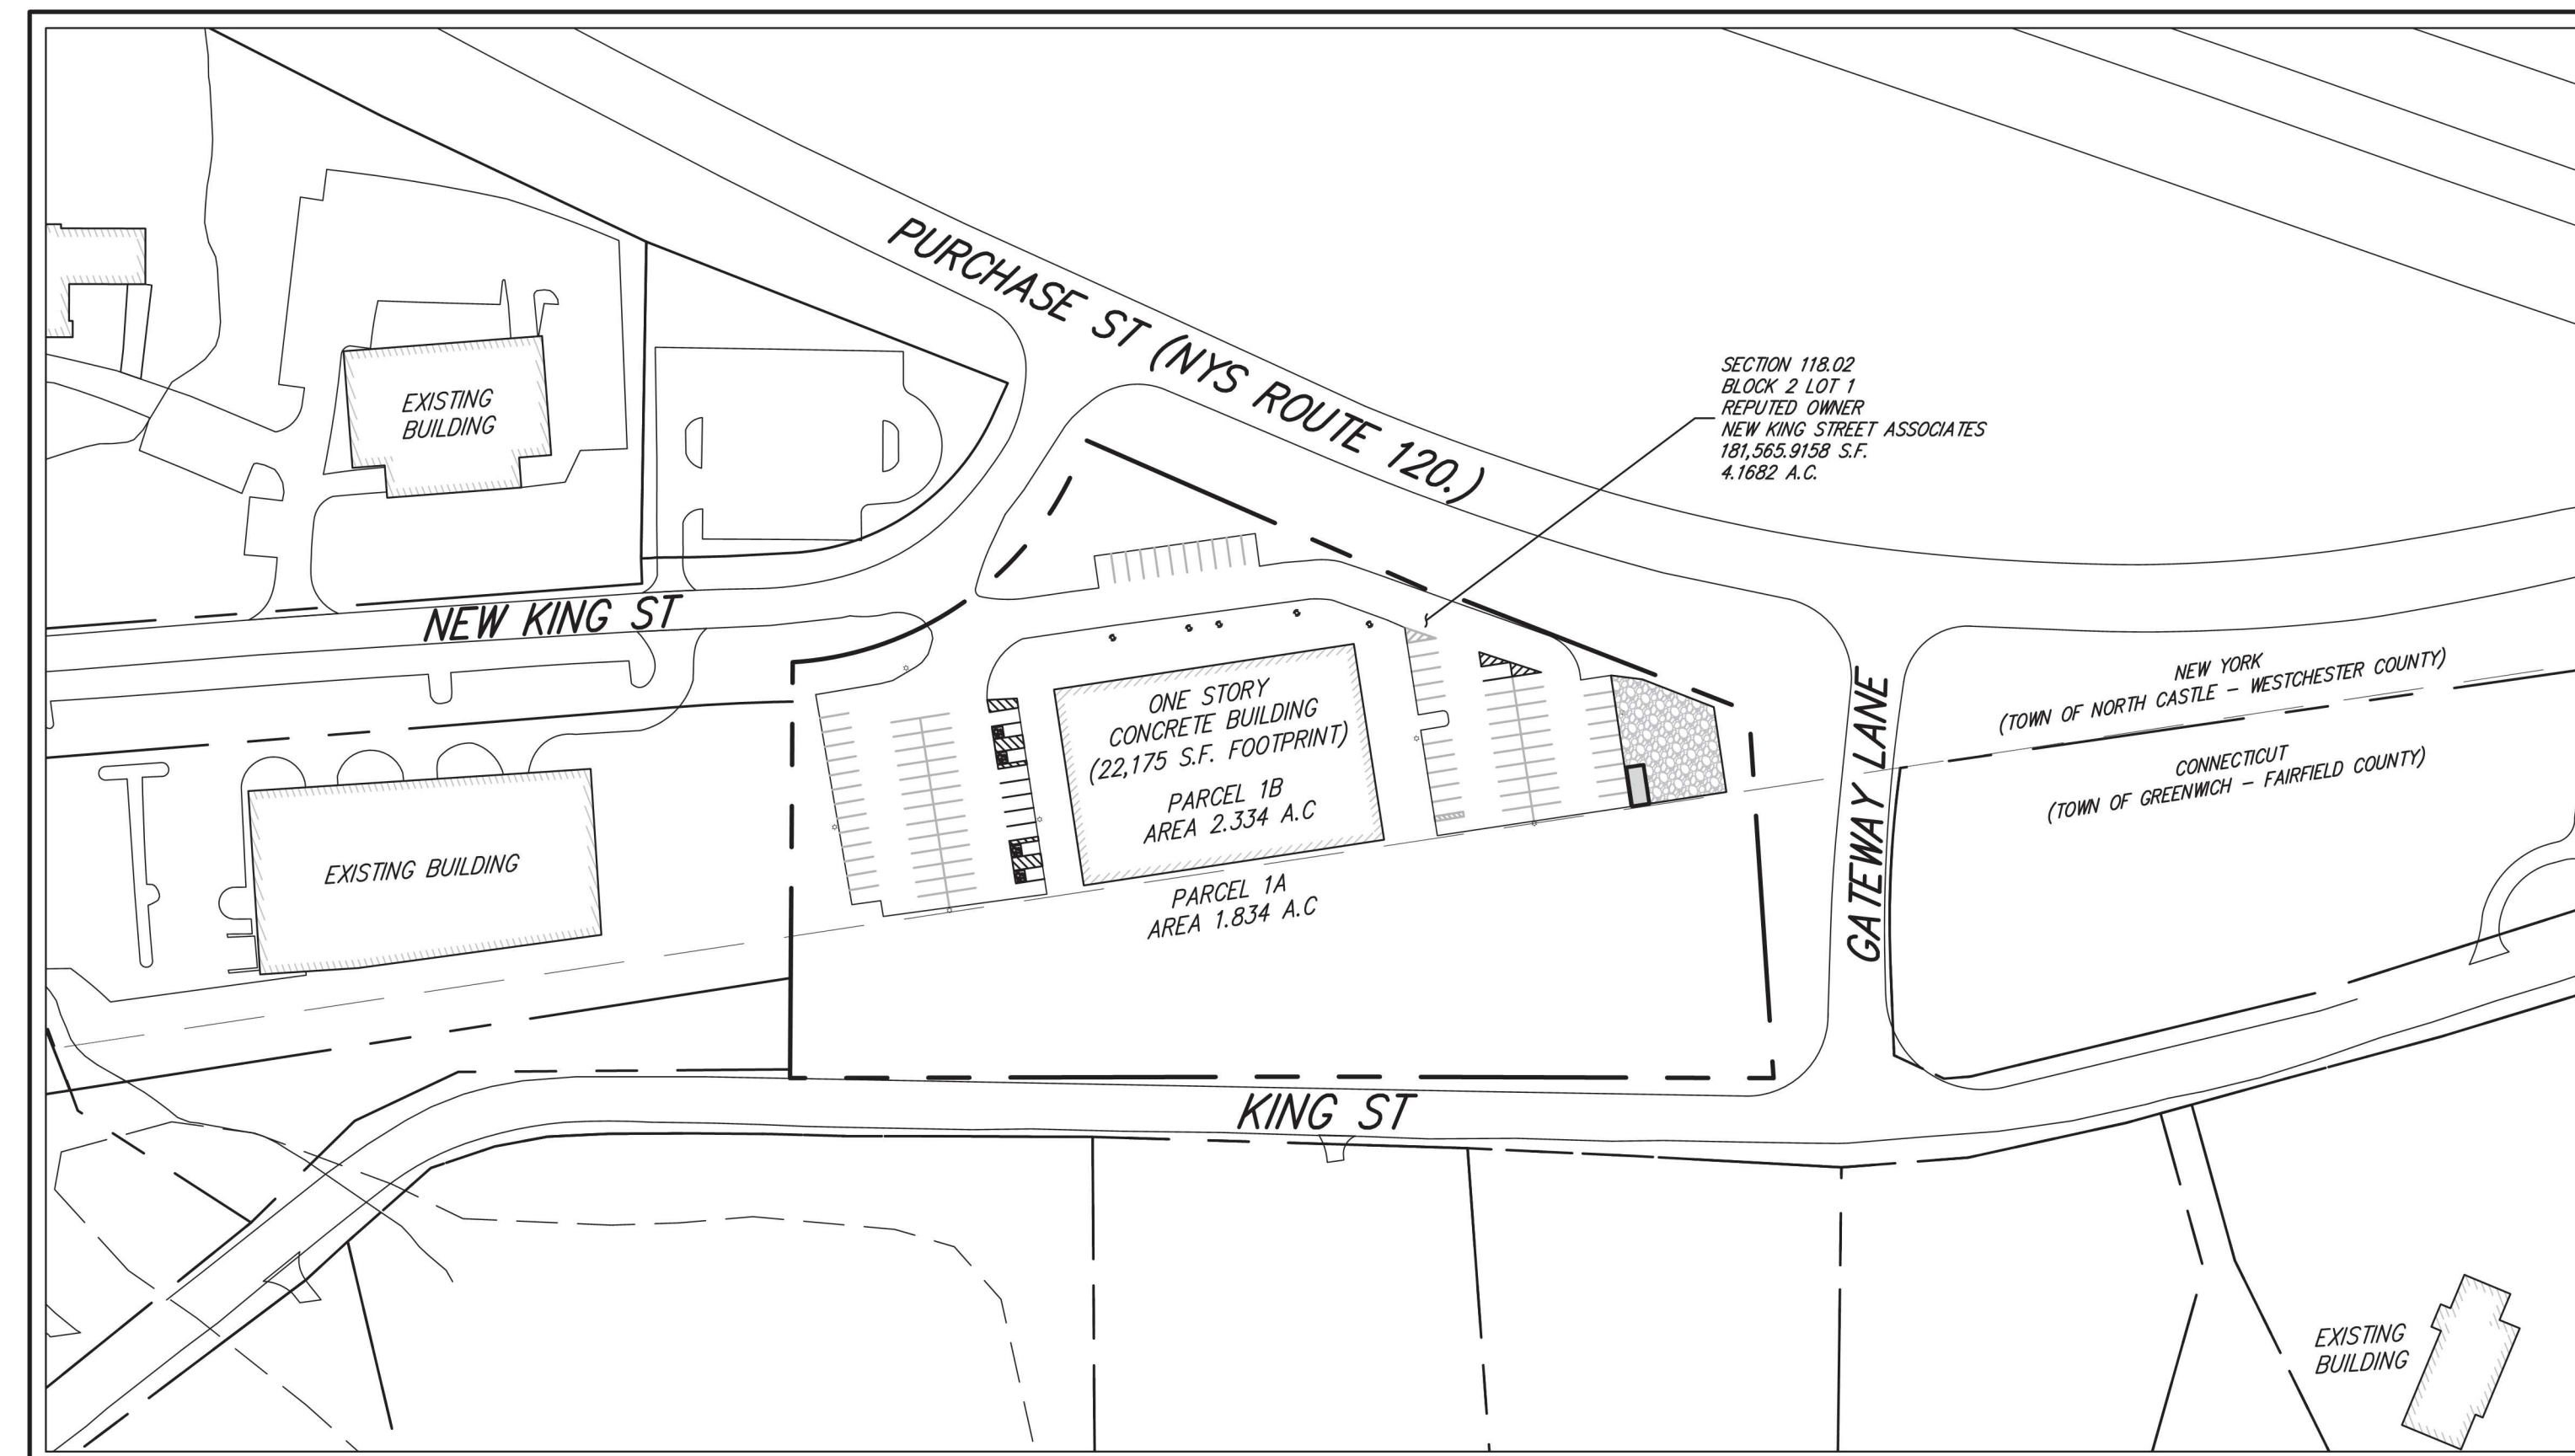 PURCHASE ST (NYS ROUTE 120.)
SECTION 118.02
BLOCK 2 LOT 1
REPUTED OWNER
NEW KING STREET ASSOCIATES
181,565.9158 S.F.
4.1682 A.C.
EXISTING
BUILDING
NEW KING ST
ONE STORY
CONCRETE BUILDING
(22,175 S.F. FOOTPRINT)
PARCEL 1B
AREA 2.334 A.C
PARCEL 1A
AREA 1.834 A.C
EXISTING BUILDING
GATEWAY LANE
NEW YORK
(TOWN OF NORTH CASTLE - WESTCHESTER COUNTY)
CONNECTICUT
(TOWN OF GREENWICH - FAIRFIELD COUNTY)
KING ST
EXISTING
BUILDING